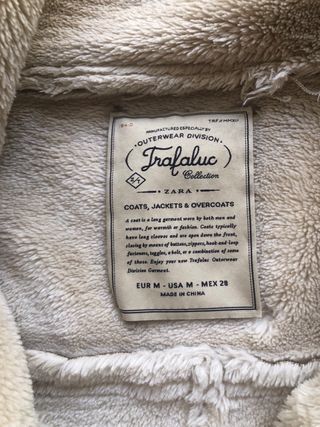 MANUFACTURED ESPECIALLY BY
OUTERWEAR DIVISION
Trafaluc
Collection
ZARA
COATS, JACKETS & OVERCOATS
A coat is a long garment worn by both men and
women, for warmth or fashion. Coats typically
have long sleeves and are open down the front,
closing by means of buttons, zippers, hook-and-loop
fasteners, toggles, a belt, or a combination of some
of these. Enjoy your new Trafaluc Outerwear
Division Garment.
EUR M - USA M - MEX 28
MADE IN CHINA